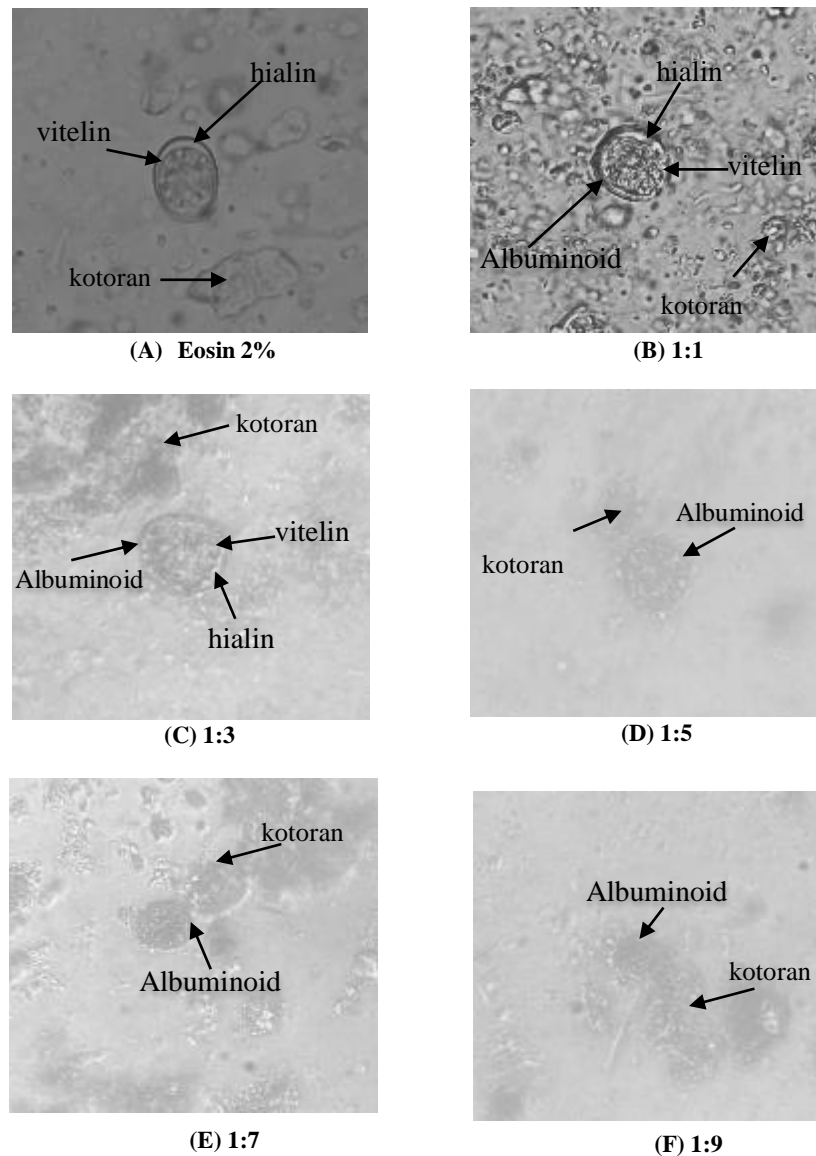 hialin
vitelin
kotoran
(A) Eosin 2%
hialin
vitelin
Albuminoid
kotoran
(B) 1:1
kotoran
vitelin
Albuminoid
hialin
(C) 1:3
Albuminoid
kotoran
(D) 1:5
kotoran
Albuminoid
(E) 1:7
Albuminoid
kotoran
(F) 1:9